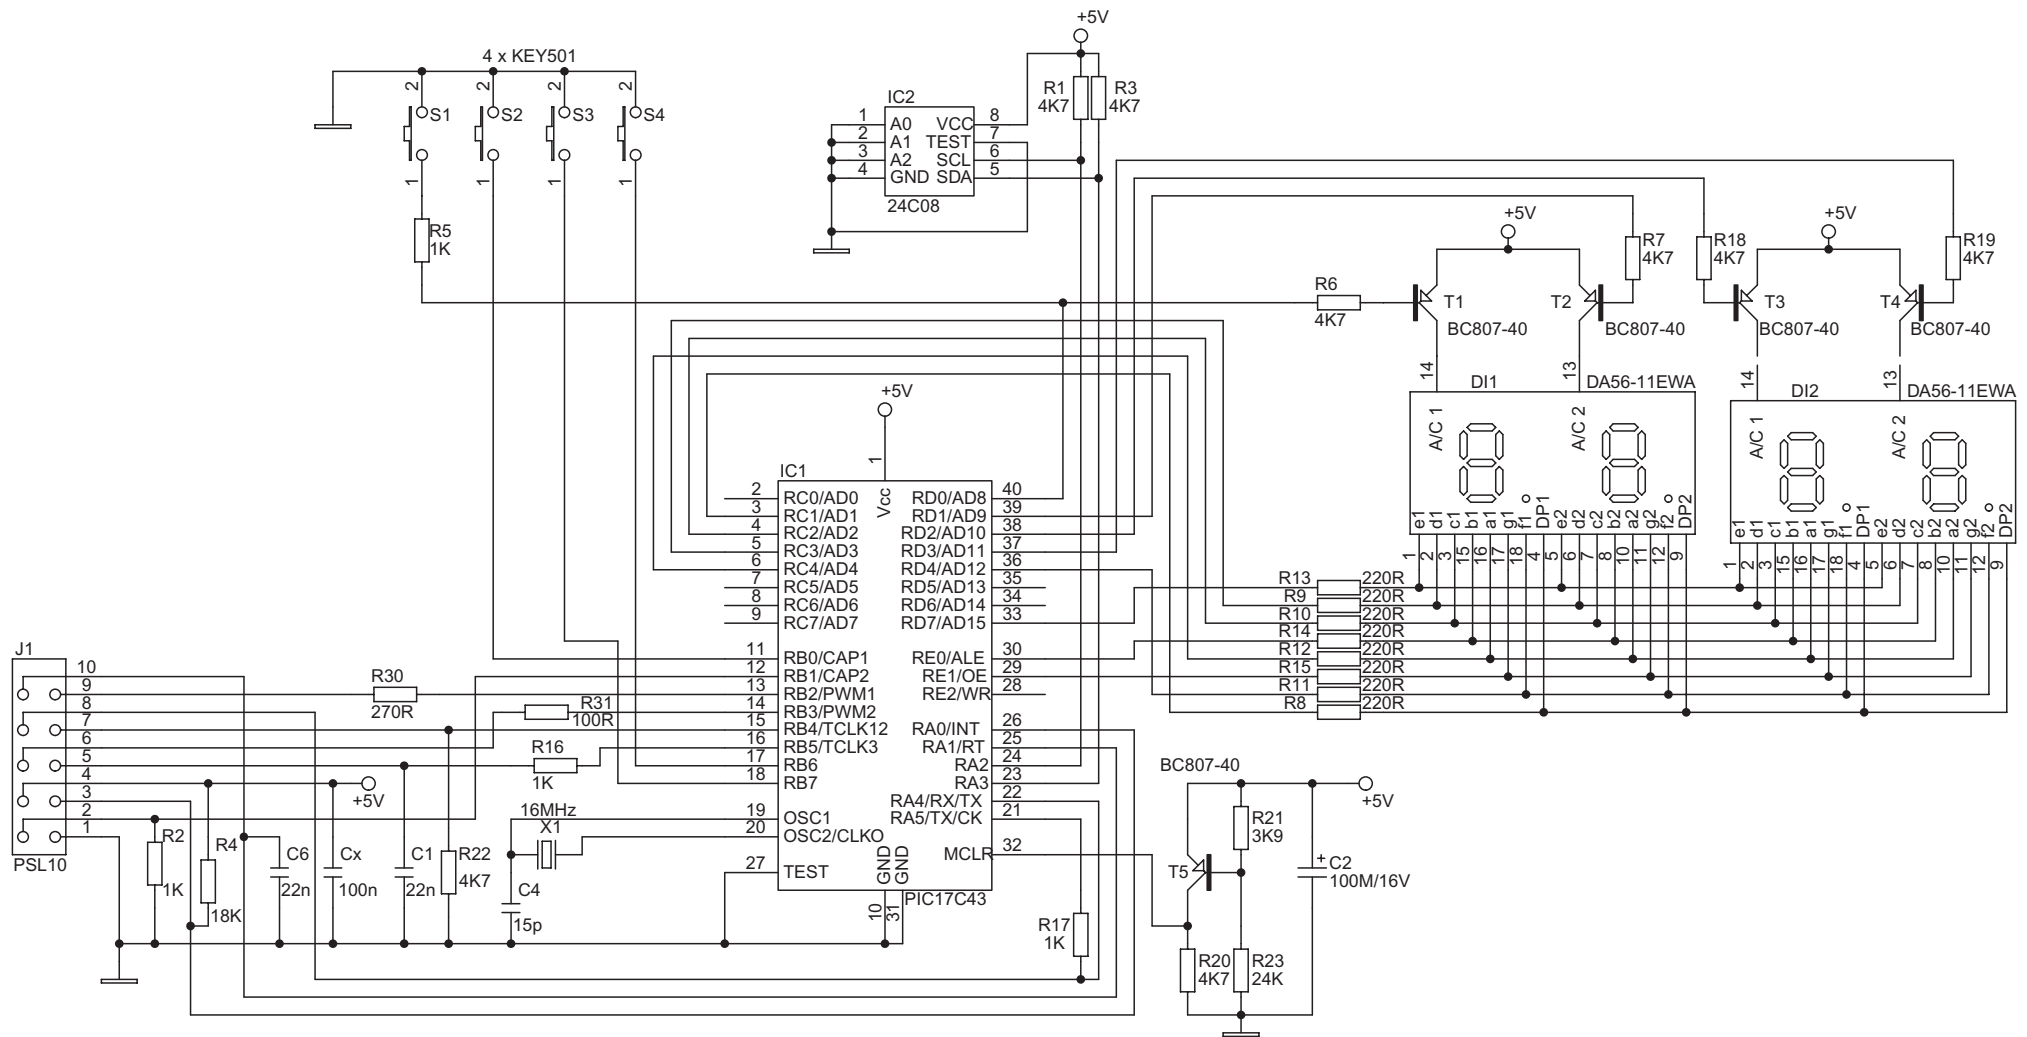 +5V
4 x KEY501
2 2 2 2
S1 S2 S3 S4
1 1 1 1
R5
1K
IC2
1 A0 VCC 8
2 A1 TEST 7
3 A2 SCL 6
4 GND SDA 5
24C08
R1
4K7
R3
4K7
+5V
+5V
R7
4K7
R18
4K7
R19
4K7
R6
4K7
T1
BC807-40
T2
BC807-40
T3
BC807-40
T4
BC807-40
14
13
14
13
DI1
DA56-11EWA
A/C 1
A/C 2
e1 d1 c1 b1 a1 g1 f1 DP1 e2 d2 c2 b2 a2 g2 f2 DP2
1 2 3 15 16 17 18 4 5 6 7 8 10 11 12 9
DI2
DA56-11EWA
A/C 1
A/C 2
e1 d1 c1 b1 a1 g1 f1 DP1 e2 d2 c2 b2 a2 g2 f2 DP2
1 2 3 15 16 17 18 4 5 6 7 8 10 11 12 9
+5V
1
Vcc
IC1
2 RC0/AD0 RD0/AD8 40
3 RC1/AD1 RD1/AD9 39
4 RC2/AD2 RD2/AD10 38
5 RC3/AD3 RD3/AD11 37
6 RC4/AD4 RD4/AD12 36
7 RC5/AD5 RD5/AD13 35
8 RC6/AD6 RD6/AD14 34
9 RC7/AD7 RD7/AD15 33
11 RB0/CAP1 RE0/ALE 30
12 RB1/CAP2 RE1/OE 29
13 RB2/PWM1 RE2/WR 28
14 RB3/PWM2
15 RB4/TCLK12 RA0/INT 26
16 RB5/TCLK3 RA1/RT 25
17 RB6 RA2 24
18 RB7 RA3 23
RA4/RX/TX 22
19 OSC1 RA5/TX/CK 21
20 OSC2/CLKO
MCLR 32
27 TEST
GND GND
10 31
PIC17C43
R13 220R
R9 220R
R10 220R
R14 220R
R12 220R
R15 220R
R11 220R
R8 220R
J1
10
9
8
7
6
5
4
3
2
1
PSL10
R30
270R
R31
100R
R16
1K
+5V
16MHz
X1
R2
1K
R4
18K
C6
22n
Cx
100n
C1
22n
R22
4K7
C4
15p
R17
1K
BC807-40
T5
R21
3K9
+5V
+
C2
100M/16V
R20
4K7
R23
24K